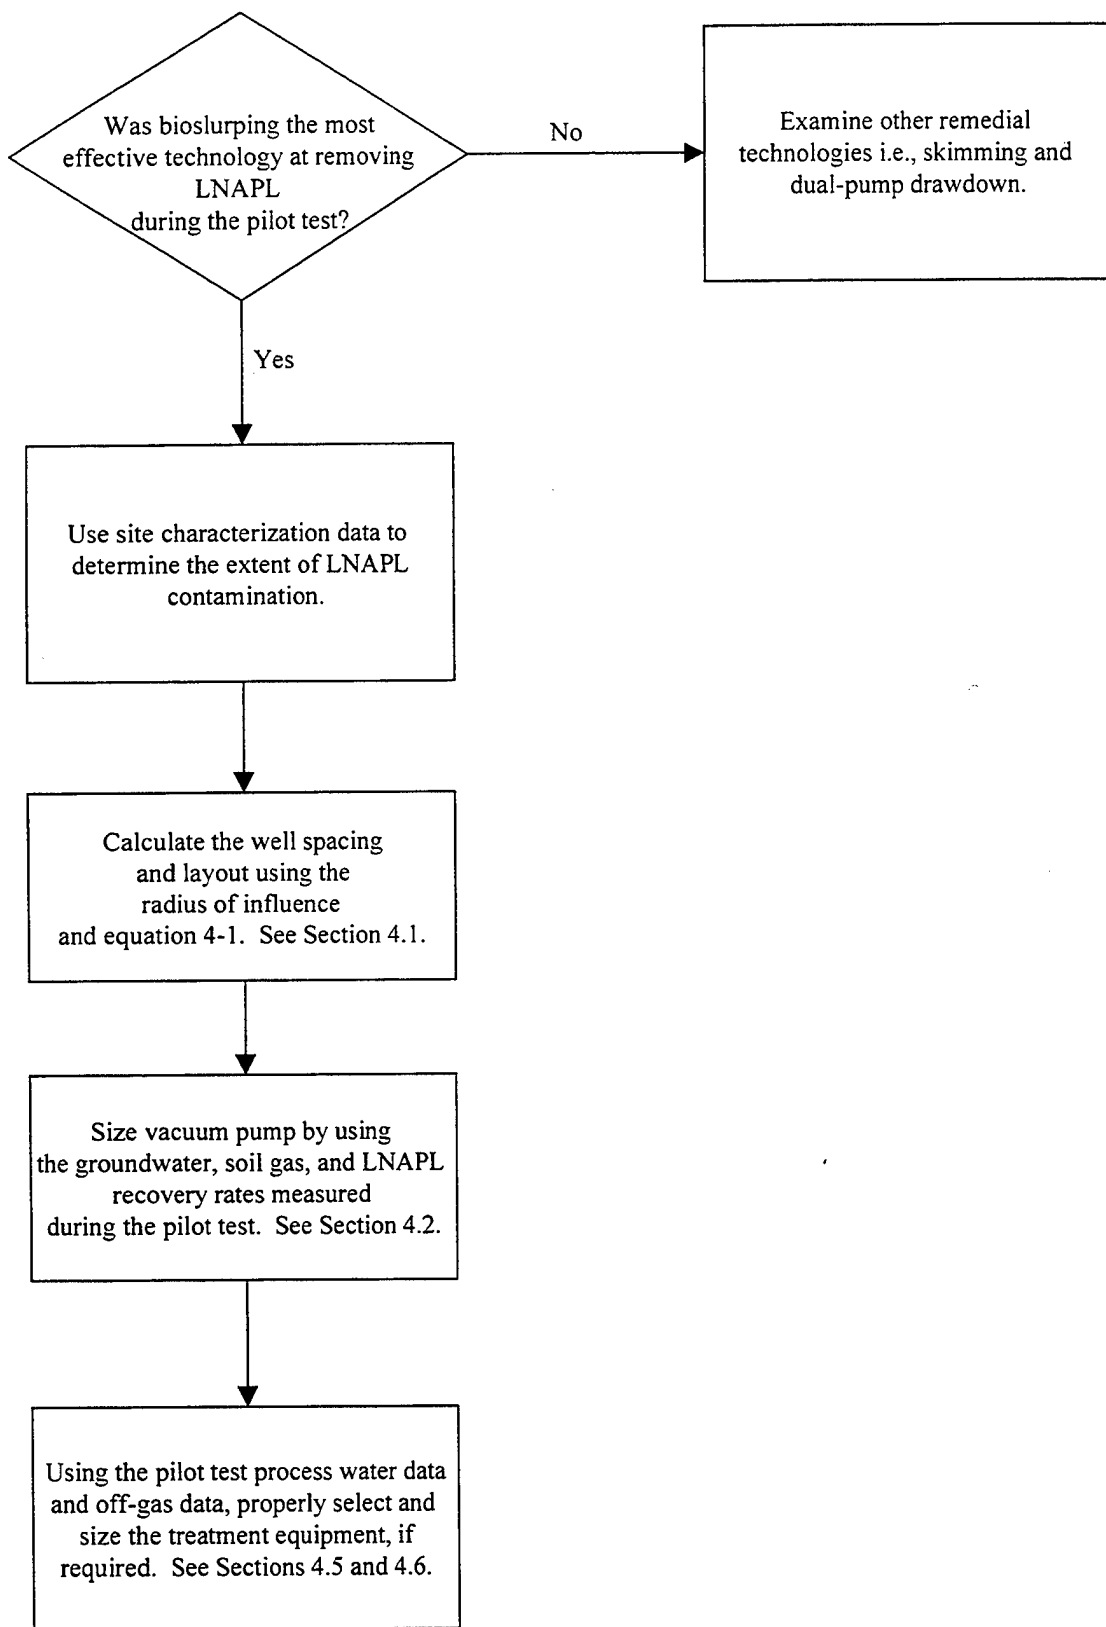 Was bioslurping the most
effective technology at removing
LNAPL
during the pilot test?
No
Examine other remedial
technologies i.e., skimming and
dual-pump drawdown.
Yes
Use site characterization data to
determine the extent of LNAPL
contamination.
Calculate the well spacing
and layout using the
radius of influence
and equation 4-1. See Section 4.1.
Size vacuum pump by using
the groundwater, soil gas, and LNAPL
recovery rates measured
during the pilot test. See Section 4.2.
Using the pilot test process water data
and off-gas data, properly select and
size the treatment equipment, if
required. See Sections 4.5 and 4.6.